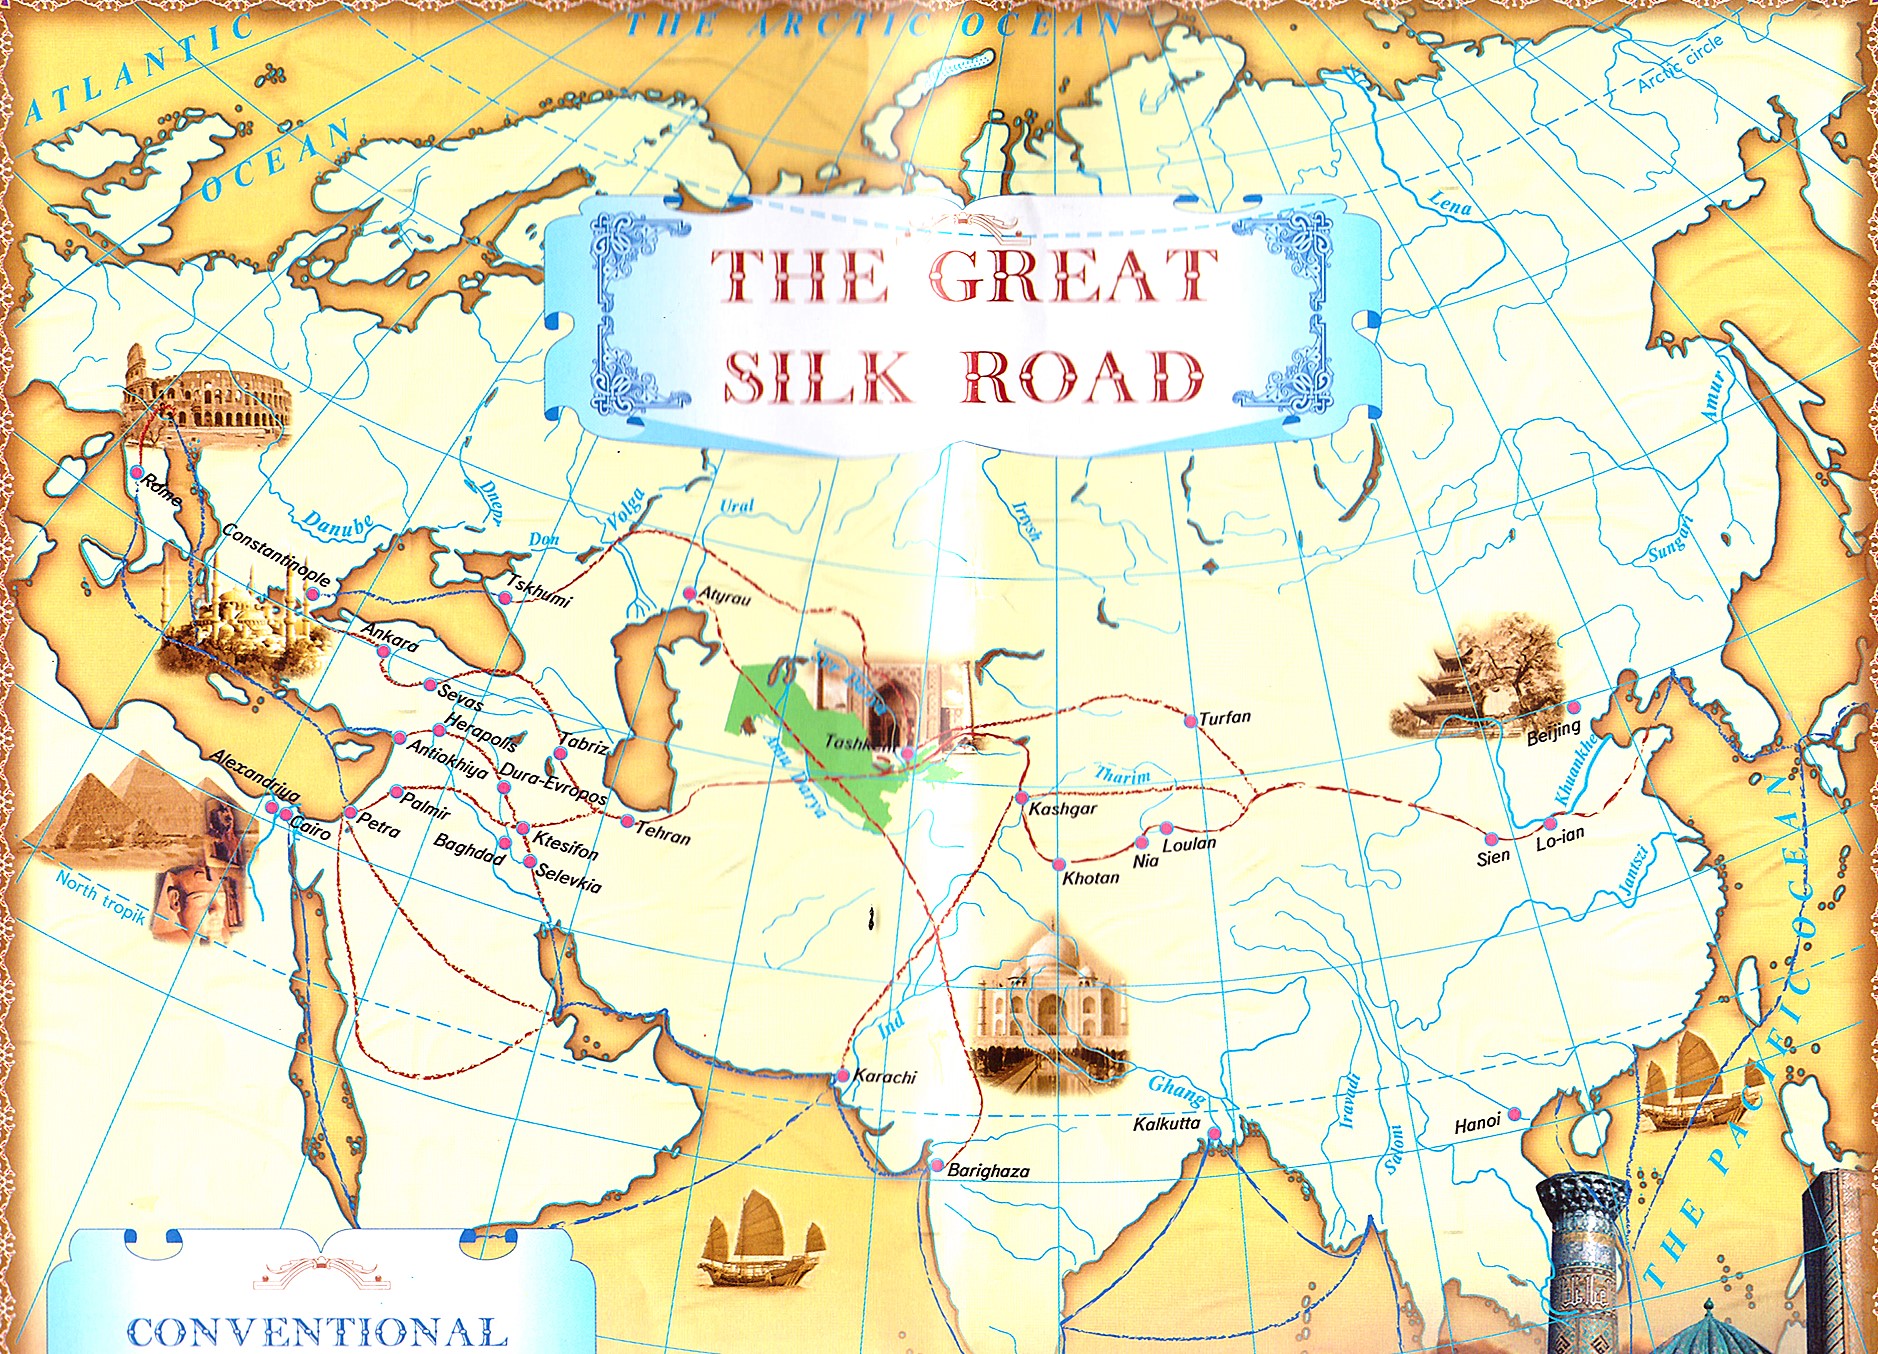 THE ARCTIC OCEAN
ATLANTIC
OCEAN
Arctic circle
Lena
THE GREAT
SILK ROAD
Amur
Rome
Danube
Dnepr
Don
Volga
Ural
Irtysh
Sungari
Constantinople
Tskhumi
Atyrau
Ankara
Sevas
Syr Darya
Herapolis
Antiokhiya
Tabriz
Dura-Evropos
Tashkent
Amu Darya
Turfan
Beijing
Khuankhe
Tharim
Alexandriya
Cairo
Petra
Palmir
Baghdad
Ktesifon
Selevkia
Tehran
Kashgar
Khotan
Nia
Loulan
Sien
Lo-ian
Jantszi
North tropik
Ind
Karachi
Ghang
Kalkutta
Iravadi
Saluni
Hanoi
Barighaza
THE PACIFIC OCEAN
CONVENTIONAL